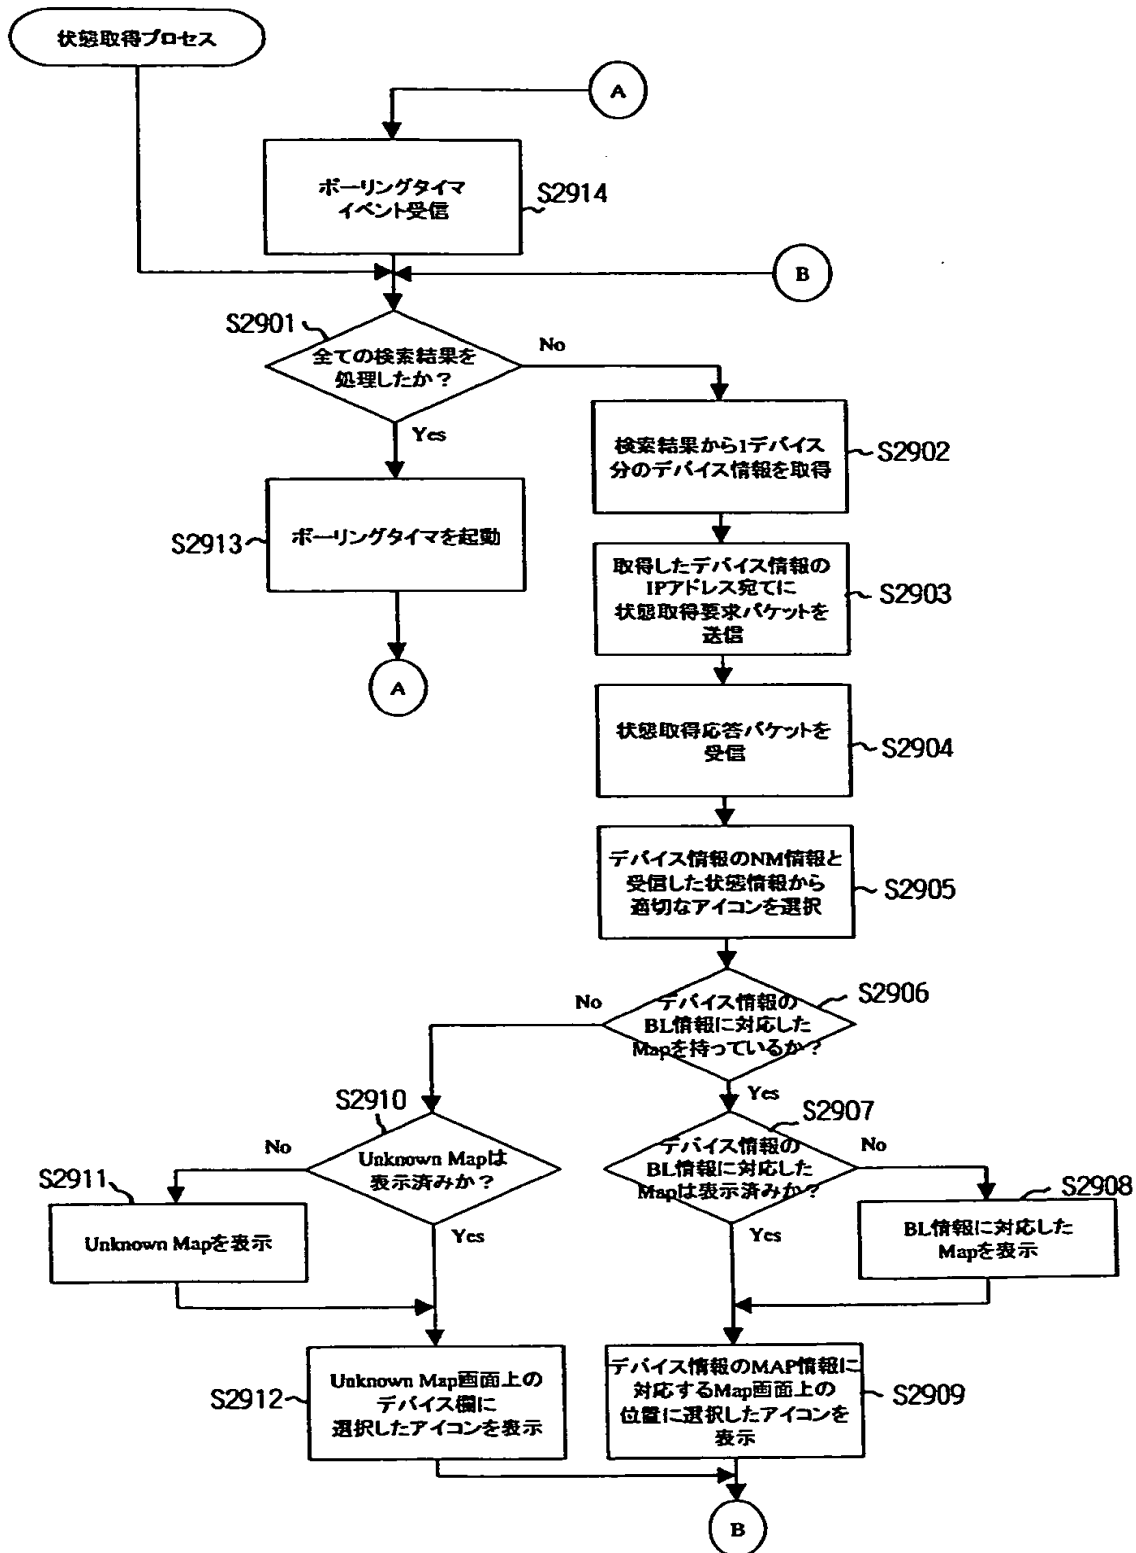 状態取得プロセス
A
ポーリングタイマ
イベント受信
S2914
B
S2901
全ての検索結果を
処理したか？
No
Yes
検索結果から1デバイス
分のデバイス情報を取得
S2902
S2913
ポーリングタイマを起動
取得したデバイス情報の
IPアドレス宛てに
状態取得要求パケットを
送信
S2903
A
状態取得応答パケットを
受信
S2904
デバイス情報のNM情報と
受信した状態情報から
適切なアイコンを選択
S2905
No
デバイス情報の
BL情報に対応した
Mapを持っているか？
S2906
Yes
S2910
S2907
No
Unknown Mapは
表示済みか？
デバイス情報の
BL情報に対応した
Mapは表示済みか？
No
S2911
Yes
Yes
S2908
Unknown Mapを表示
BL情報に対応した
Mapを表示
S2912
Unknown Map画面上の
デバイス欄に
選択したアイコンを表示
デバイス情報のMAP情報に
対応するMap画面上の
位置に選択したアイコンを
表示
S2909
B